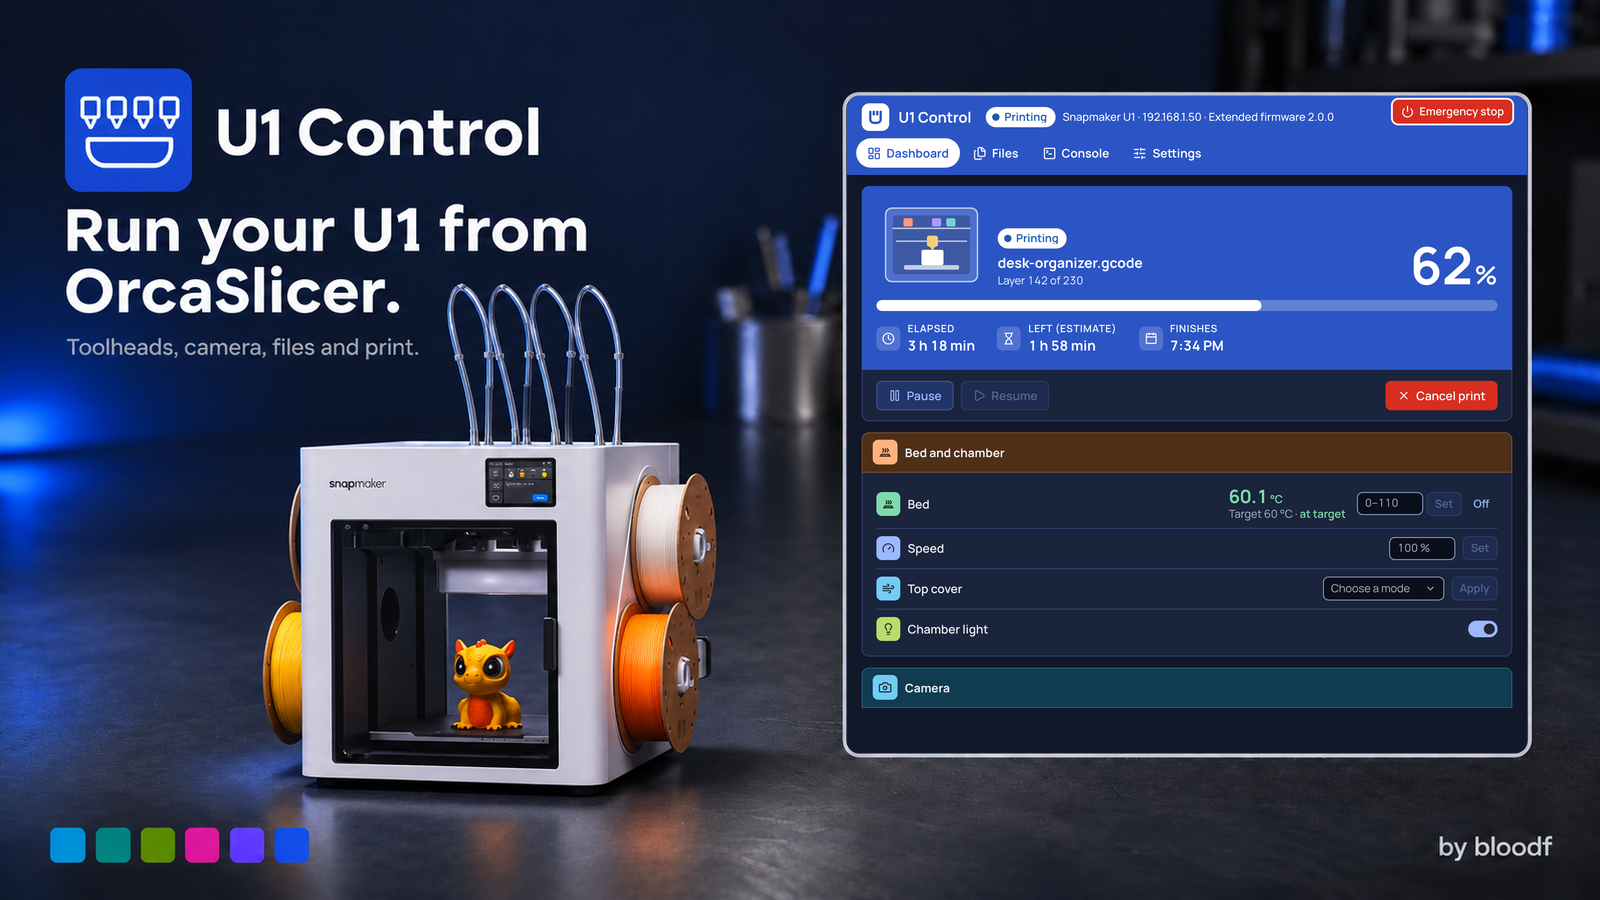 U1 Control
Run your U1 from
OrcaSlicer.
Toolheads, camera, files and print.
snapmaker
U1 Control
Printing
Snapmaker U1 · 192.168.1.50 · Extended firmware 2.0.0
Emergency stop
Dashboard
Files
Console
Settings
Printing
desk-organizer.gcode
Layer 142 of 230
62%
ELAPSED
3 h 18 min
LEFT (ESTIMATE)
1 h 58 min
FINISHES
7:34 PM
Pause
Resume
Cancel print
Bed and chamber
Bed
60.1 °C
Target 60 °C · at target
0–110
Set
Off
Speed
100 %
Set
Top cover
Choose a mode
Apply
Chamber light
Camera
by bloodf